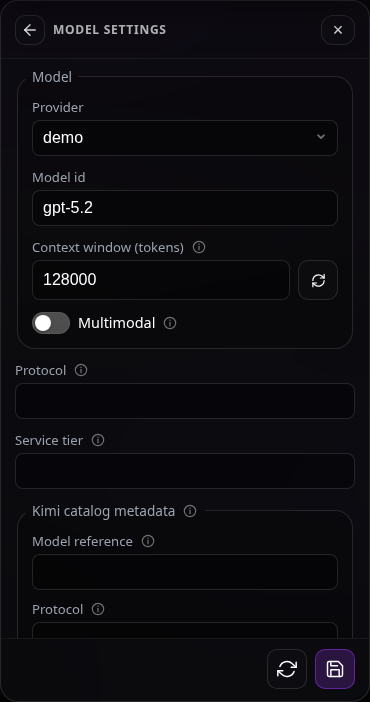 MODEL SETTINGS
Model
Provider
demo
Model id
gpt-5.2
Context window (tokens)
128000
Multimodal
Protocol
Service tier
Kimi catalog metadata
Model reference
Protocol